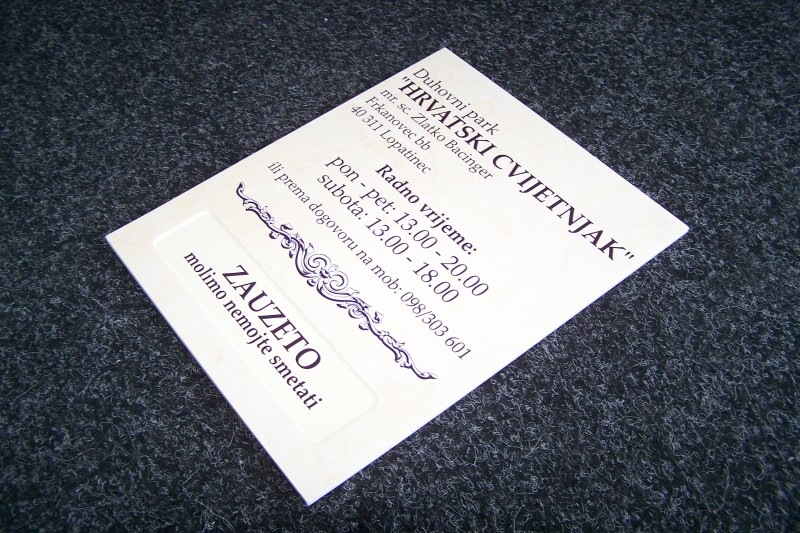 Duhovni park
"HRVATSKI CVIJETNJAK"
mr. sc. Zlatko Bacinger
Frkanovec bb
40 311 Lopatinec
Radno vrijeme:
pon - pet: 13.00 - 20.00
subota: 13.00 - 18.00
ili prema dogovoru na mob: 098/303 601
ZAUZETO
molimo nemojte smetati